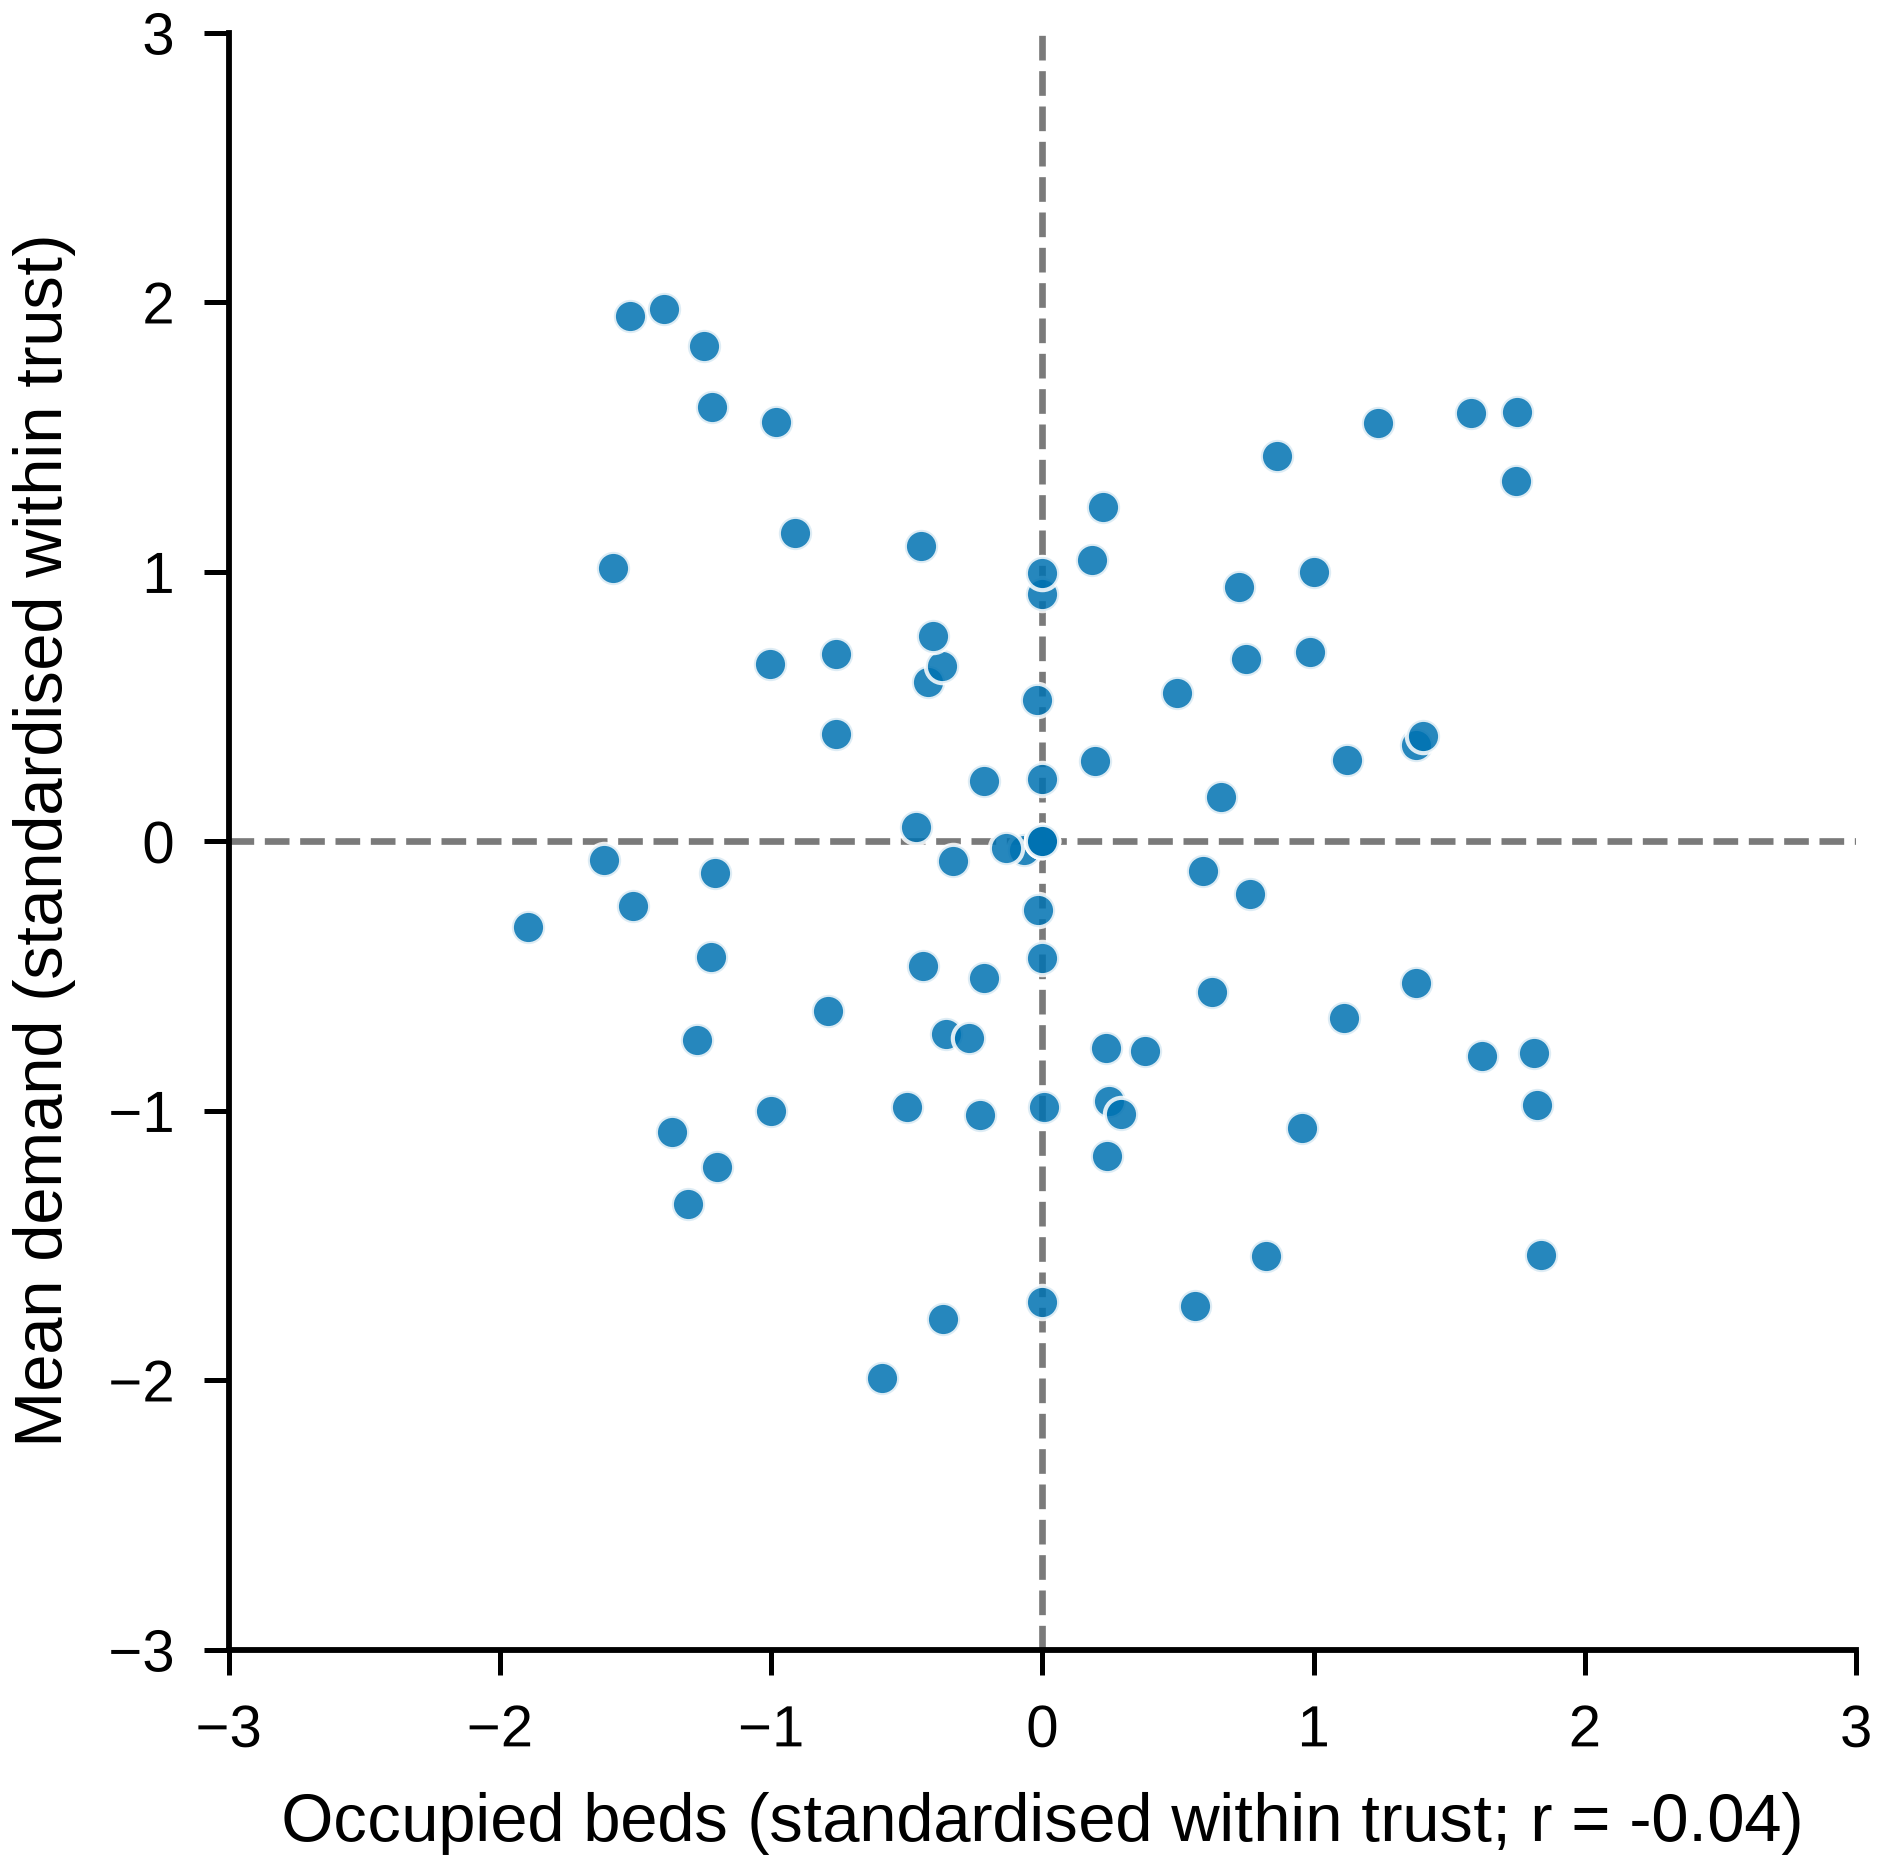 Mean demand (standardised within trust)
3
2
1
0
−1
−2
−3
−3 −2 −1 0 1 2 3
Occupied beds (standardised within trust; r = -0.04)